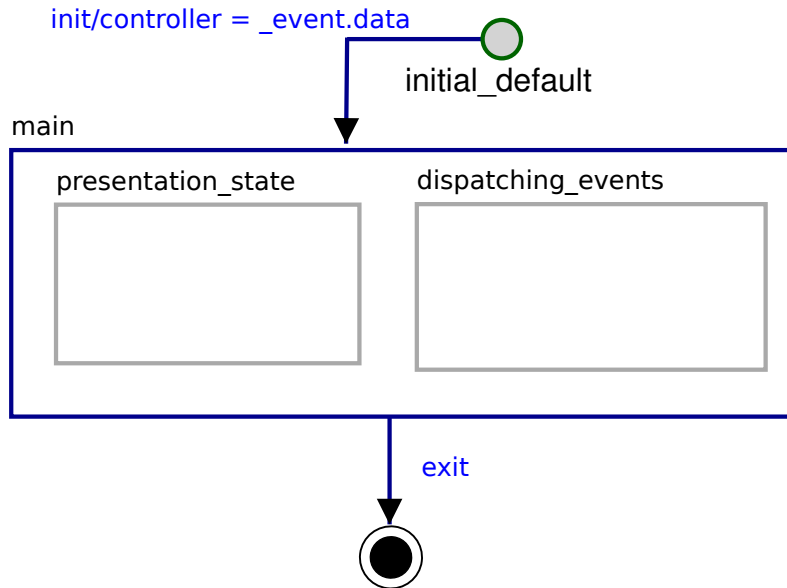 init/controller = _event.data
initial_default
main
presentation_state
dispatching_events
exit